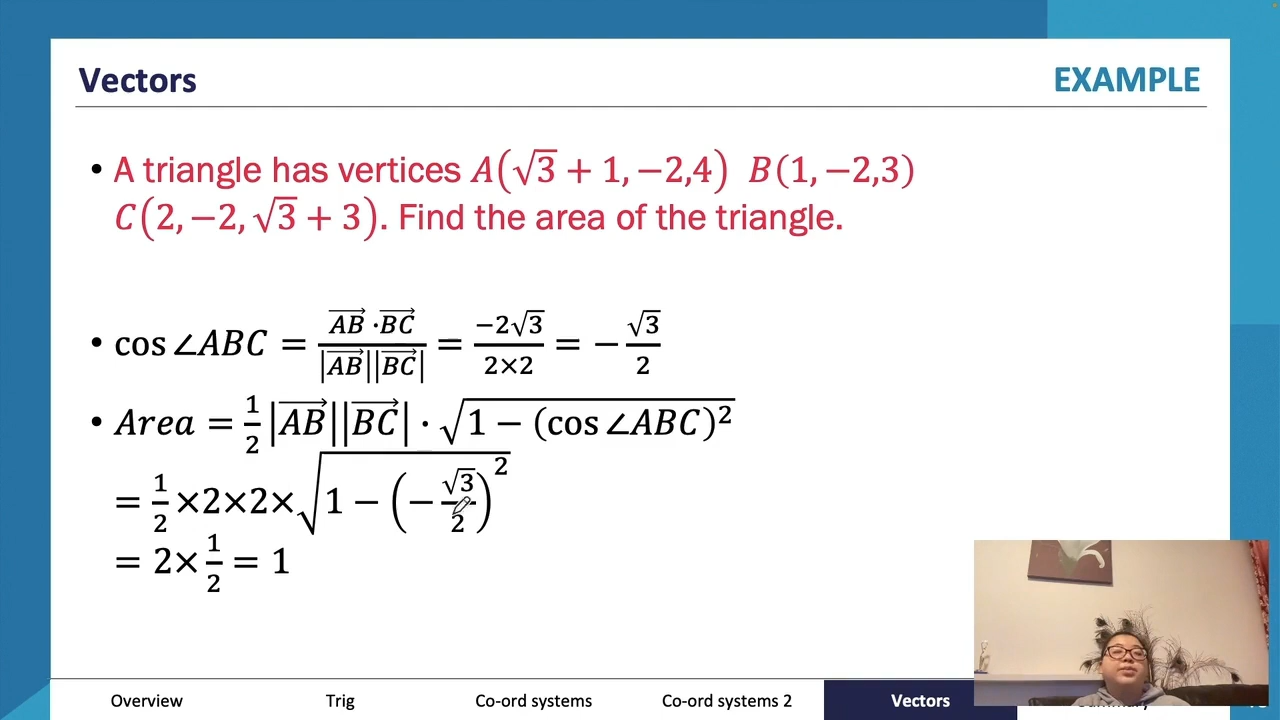 Vectors
EXAMPLE
• A triangle has vertices A(√3 + 1, −2,4) B(1, −2,3)
C(2, −2, √3 + 3). Find the area of the triangle.
• cos ∠ABC = (AB⃗ ·BC⃗)/(|AB⃗||BC⃗|) = (−2√3)/(2×2) = − √3/2
• Area = 1/2 |AB⃗||BC⃗| · √(1 − (cos ∠ABC)²)
= 1/2 ×2×2× √(1 − (− √3/2)²)
= 2× 1/2 = 1
Overview Trig Co-ord systems Co-ord systems 2 Vectors